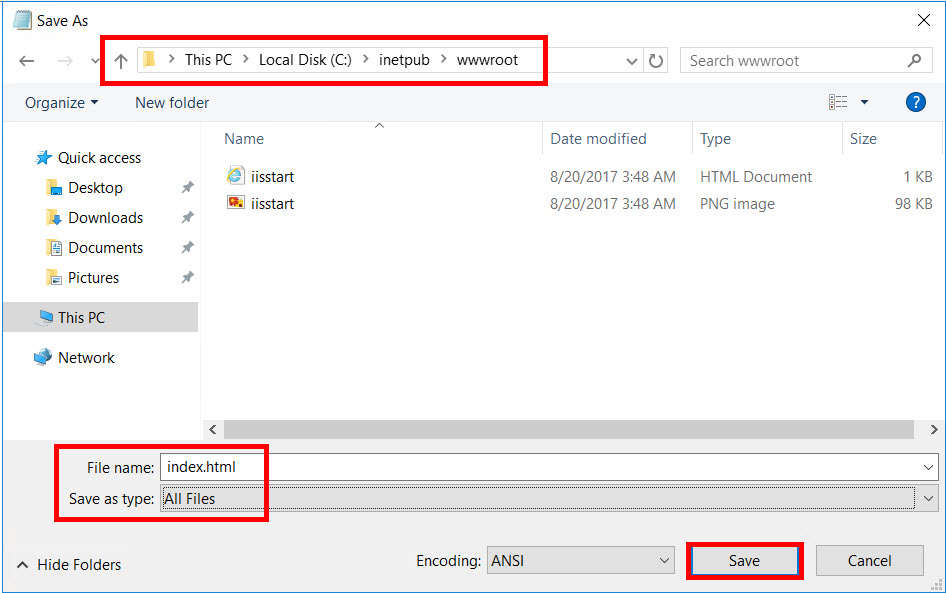 Save As
This PC > Local Disk (C:) > inetpub > wwwroot
Search wwwroot
Organize
New folder
?
Name
Date modified
Type
Size
Quick access
Desktop
Downloads
Documents
Pictures
This PC
Network
iisstart 8/20/2017 3:48 AM HTML Document 1 KB
iisstart 8/20/2017 3:48 AM PNG image 98 KB
File name: index.html
Save as type: All Files
Hide Folders
Encoding: ANSI
Save
Cancel